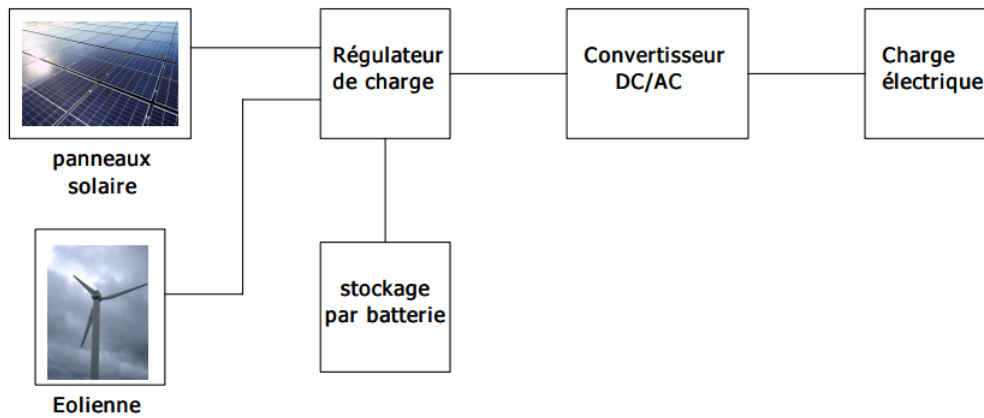 Régulateur
de charge
Convertisseur
DC/AC
Charge
électrique
panneaux
solaire
stockage
par batterie
Eolienne